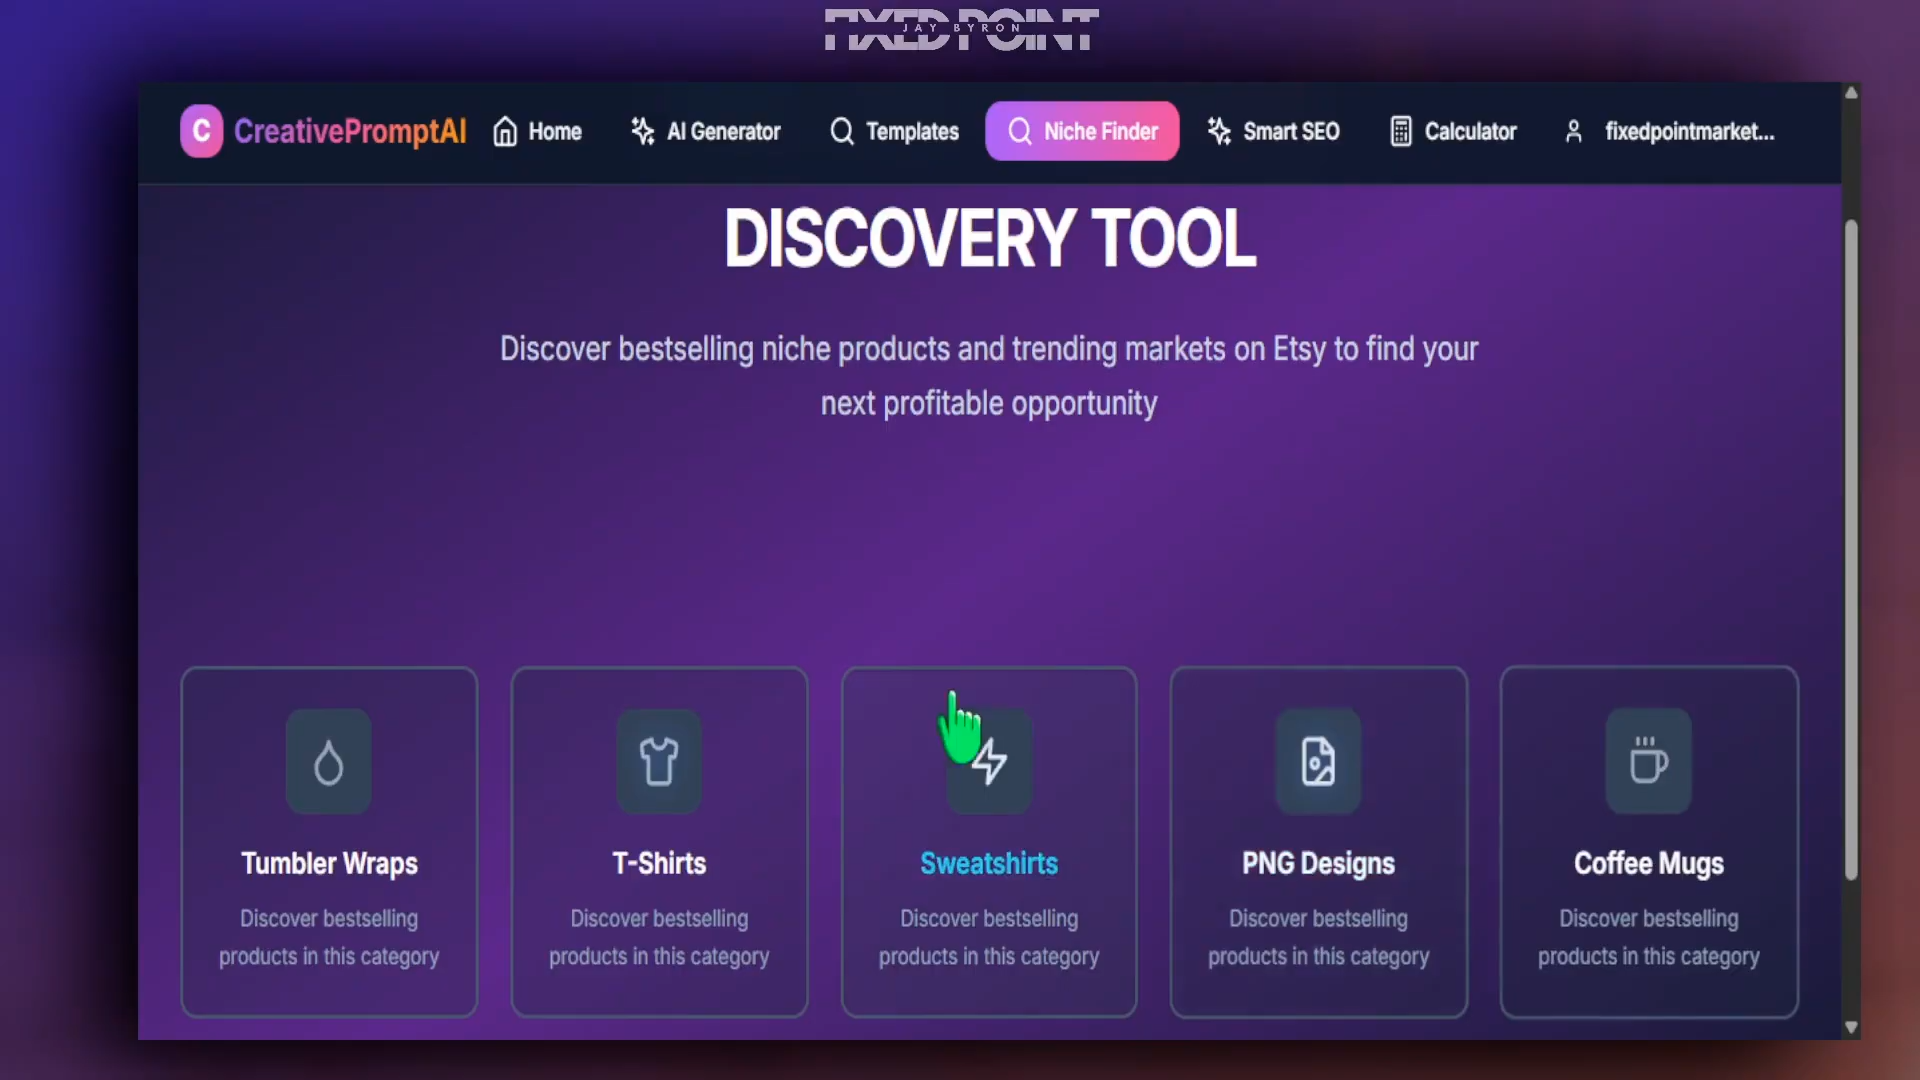 FIXED POINT
JAY BYRON
C CreativePromptAI Home AI Generator Templates Niche Finder Smart SEO Calculator fixedpointmarket...
DISCOVERY TOOL
Discover bestselling niche products and trending markets on Etsy to find your
next profitable opportunity
Tumbler Wraps
Discover bestselling
products in this category
T-Shirts
Discover bestselling
products in this category
Sweatshirts
Discover bestselling
products in this category
PNG Designs
Discover bestselling
products in this category
Coffee Mugs
Discover bestselling
products in this category